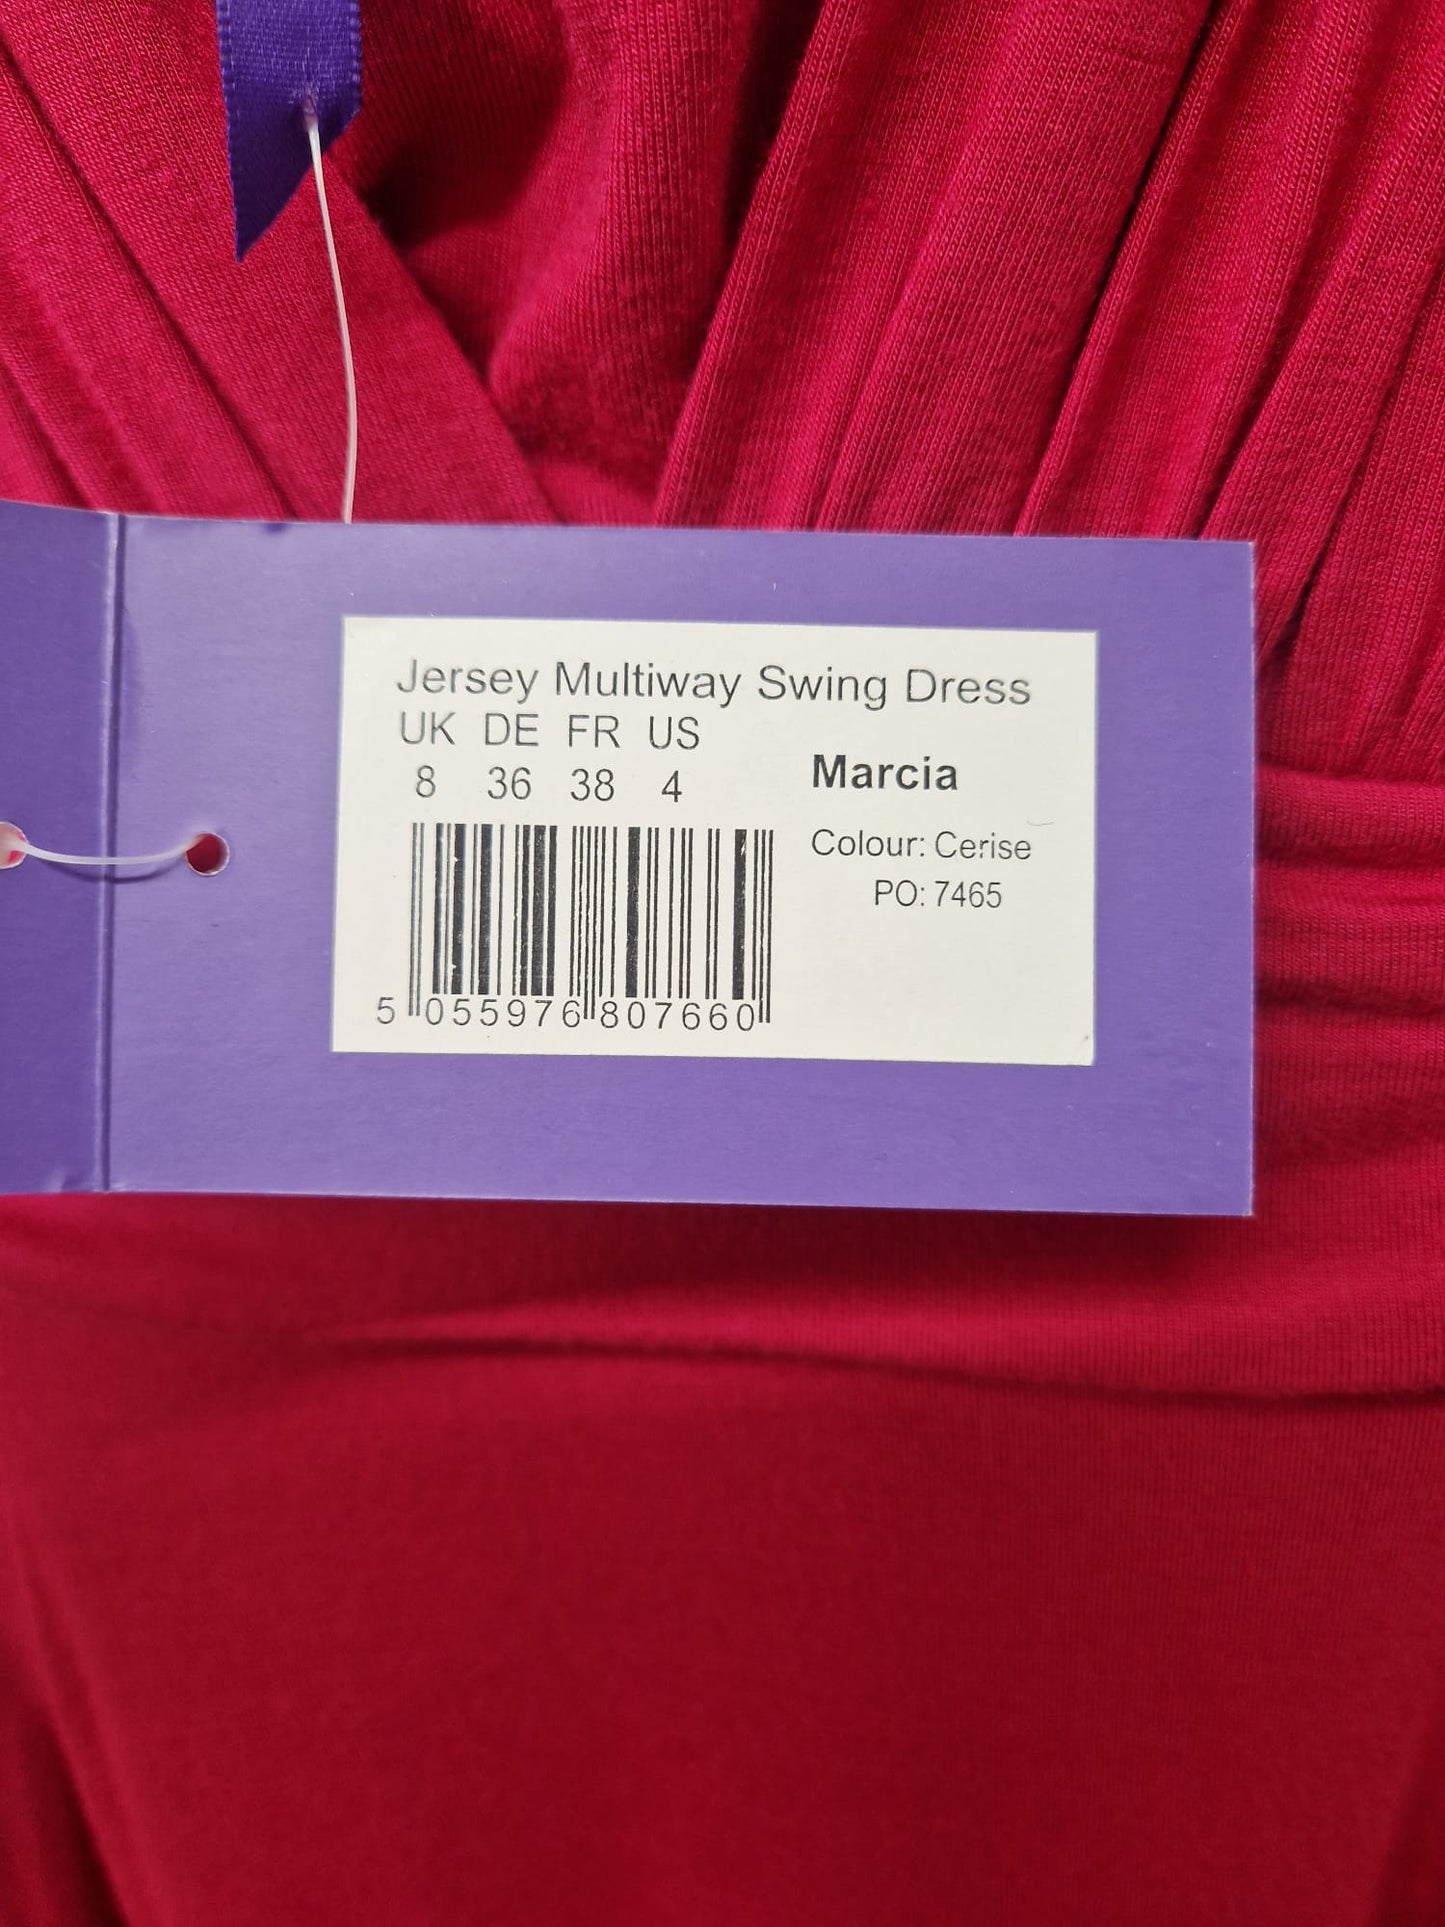 Jersey Multiway Swing Dress
UK DE FR US
8 36 38 4
Marcia
Colour: Cerise
PO: 7465
5 055976 807660